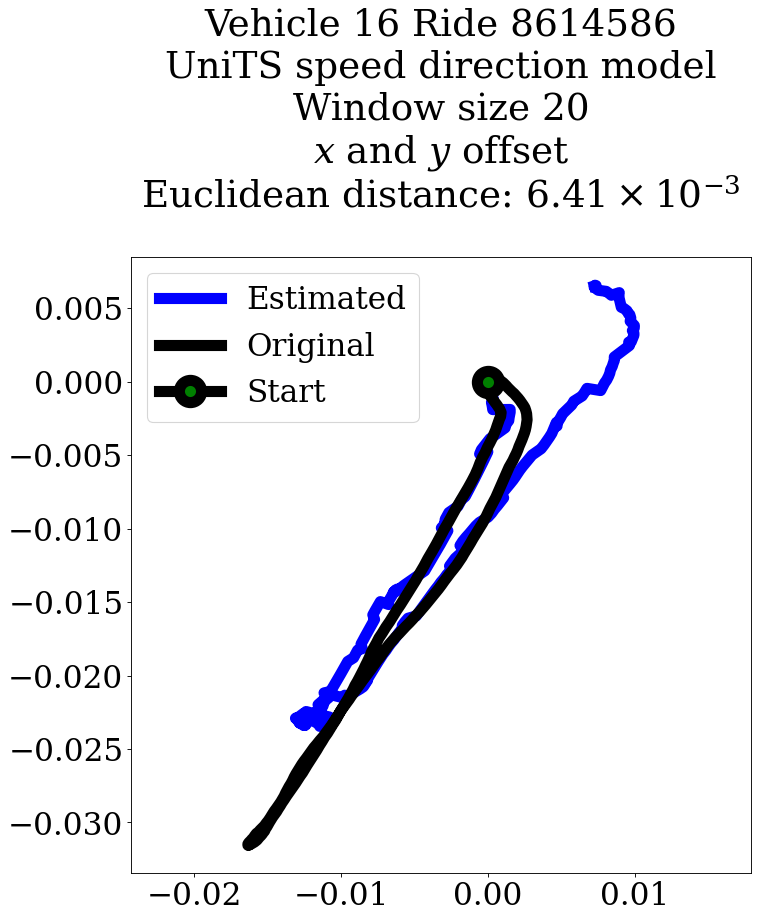 Vehicle 16 Ride 8614586
UniTS speed direction model
Window size 20
x and y offset
Euclidean distance: 6.41 × 10⁻³
Estimated
Original
Start
0.005
0.000
−0.005
−0.010
−0.015
−0.020
−0.025
−0.030
−0.02
−0.01
0.00
0.01